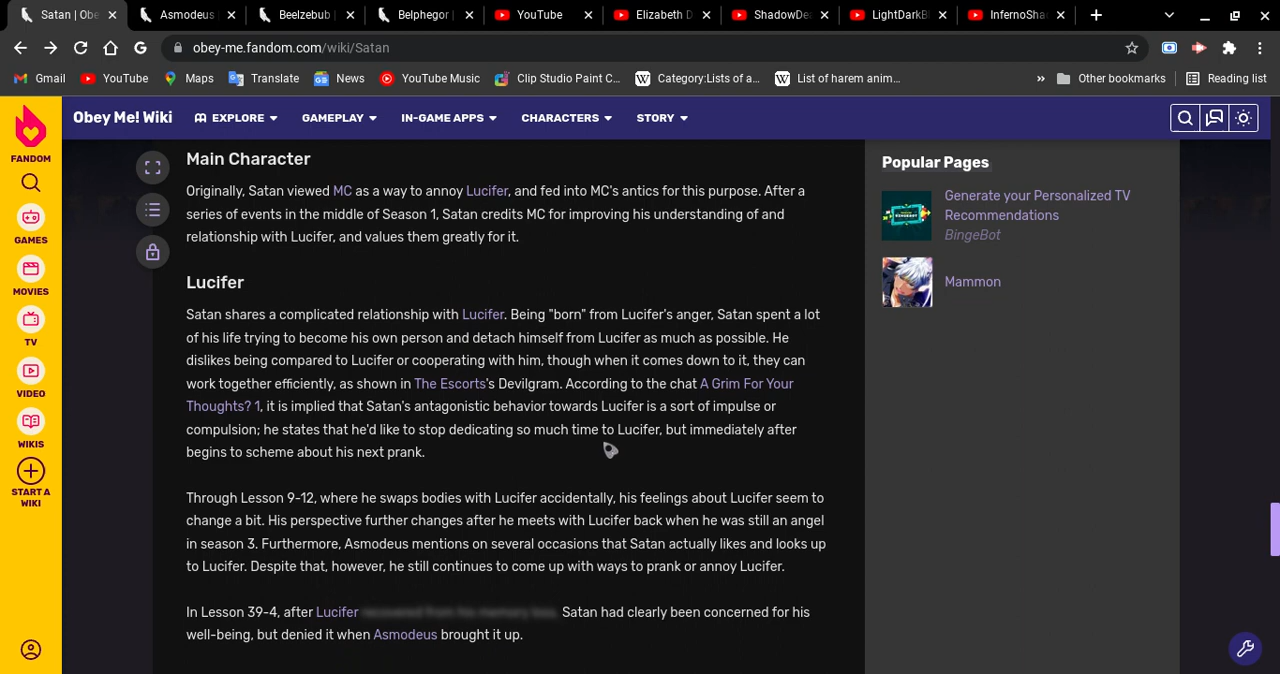 Satan | Obe
Asmodeus
Beelzebub
Belphegor |
YouTube
Elizabeth D
ShadowDea
LightDarkBl
InfernoSha
obey-me.fandom.com/wiki/Satan
Gmail YouTube Maps Translate News YouTube Music Clip Studio Paint C... Category:Lists of a... List of harem anim... » Other bookmarks Reading list
Obey Me! Wiki EXPLORE GAMEPLAY IN-GAME APPS CHARACTERS STORY
FANDOM
GAMES
MOVIES
TV
VIDEO
WIKIS
START A
WIKI
Main Character
Originally, Satan viewed MC as a way to annoy Lucifer, and fed into MC's antics for this purpose. After a
series of events in the middle of Season 1, Satan credits MC for improving his understanding of and
relationship with Lucifer, and values them greatly for it.
Lucifer
Satan shares a complicated relationship with Lucifer. Being "born" from Lucifer's anger, Satan spent a lot
of his life trying to become his own person and detach himself from Lucifer as much as possible. He
dislikes being compared to Lucifer or cooperating with him, though when it comes down to it, they can
work together efficiently, as shown in The Escorts's Devilgram. According to the chat A Grim For Your
Thoughts? 1, it is implied that Satan's antagonistic behavior towards Lucifer is a sort of impulse or
compulsion; he states that he'd like to stop dedicating so much time to Lucifer, but immediately after
begins to scheme about his next prank.
Through Lesson 9-12, where he swaps bodies with Lucifer accidentally, his feelings about Lucifer seem to
change a bit. His perspective further changes after he meets with Lucifer back when he was still an angel
in season 3. Furthermore, Asmodeus mentions on several occasions that Satan actually likes and looks up
to Lucifer. Despite that, however, he still continues to come up with ways to prank or annoy Lucifer.
In Lesson 39-4, after Lucifer recovered from his memory loss, Satan had clearly been concerned for his
well-being, but denied it when Asmodeus brought it up.
Popular Pages
Generate your Personalized TV
Recommendations
BingeBot
Mammon